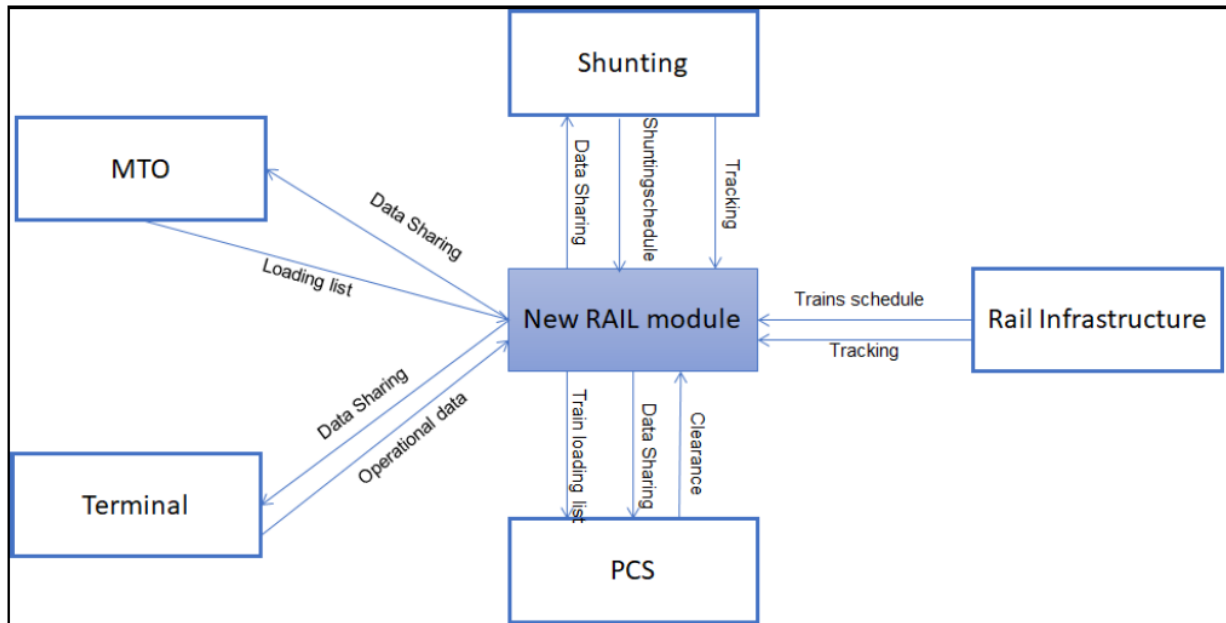 Shunting
MTO
Data Sharing
Shuntingschedule
Tracking
Data Sharing
Loading list
New RAIL module
Trains schedule
Tracking
Rail Infrastructure
Data Sharing
Operational data
Train loading list
Data Sharing
Clearance
Terminal
PCS